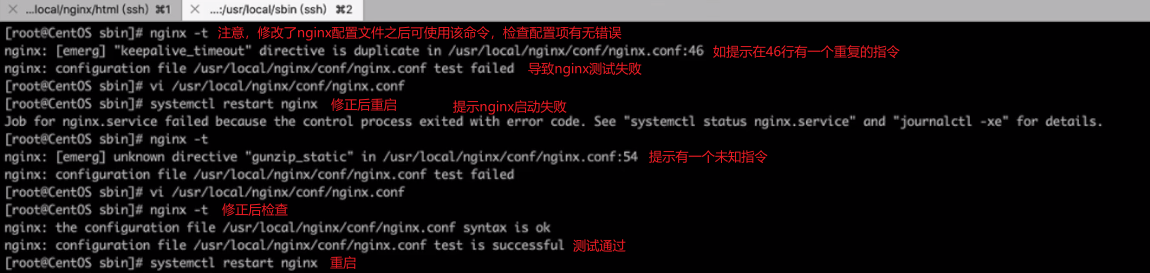 ...local/nginx/html (ssh) ⌘1 ...:/usr/local/sbin (ssh) ⌘2
[root@CentOS sbin]# nginx -t 注意，修改了nginx配置文件之后可使用该命令，检查配置项有无错误
nginx: [emerg] "keepalive_timeout" directive is duplicate in /usr/local/nginx/conf/nginx.conf:46 如提示在46行有一个重复的指令
nginx: configuration file /usr/local/nginx/conf/nginx.conf test failed 导致nginx测试失败
[root@CentOS sbin]# vi /usr/local/nginx/conf/nginx.conf
[root@CentOS sbin]# systemctl restart nginx 修正后重启 提示nginx启动失败
Job for nginx.service failed because the control process exited with error code. See "systemctl status nginx.service" and "journalctl -xe" for details.
[root@CentOS sbin]# nginx -t
nginx: [emerg] unknown directive "gunzip_static" in /usr/local/nginx/conf/nginx.conf:54 提示有一个未知指令
nginx: configuration file /usr/local/nginx/conf/nginx.conf test failed
[root@CentOS sbin]# vi /usr/local/nginx/conf/nginx.conf
[root@CentOS sbin]# nginx -t 修正后检查
nginx: the configuration file /usr/local/nginx/conf/nginx.conf syntax is ok
nginx: configuration file /usr/local/nginx/conf/nginx.conf test is successful 测试通过
[root@CentOS sbin]# systemctl restart nginx 重启